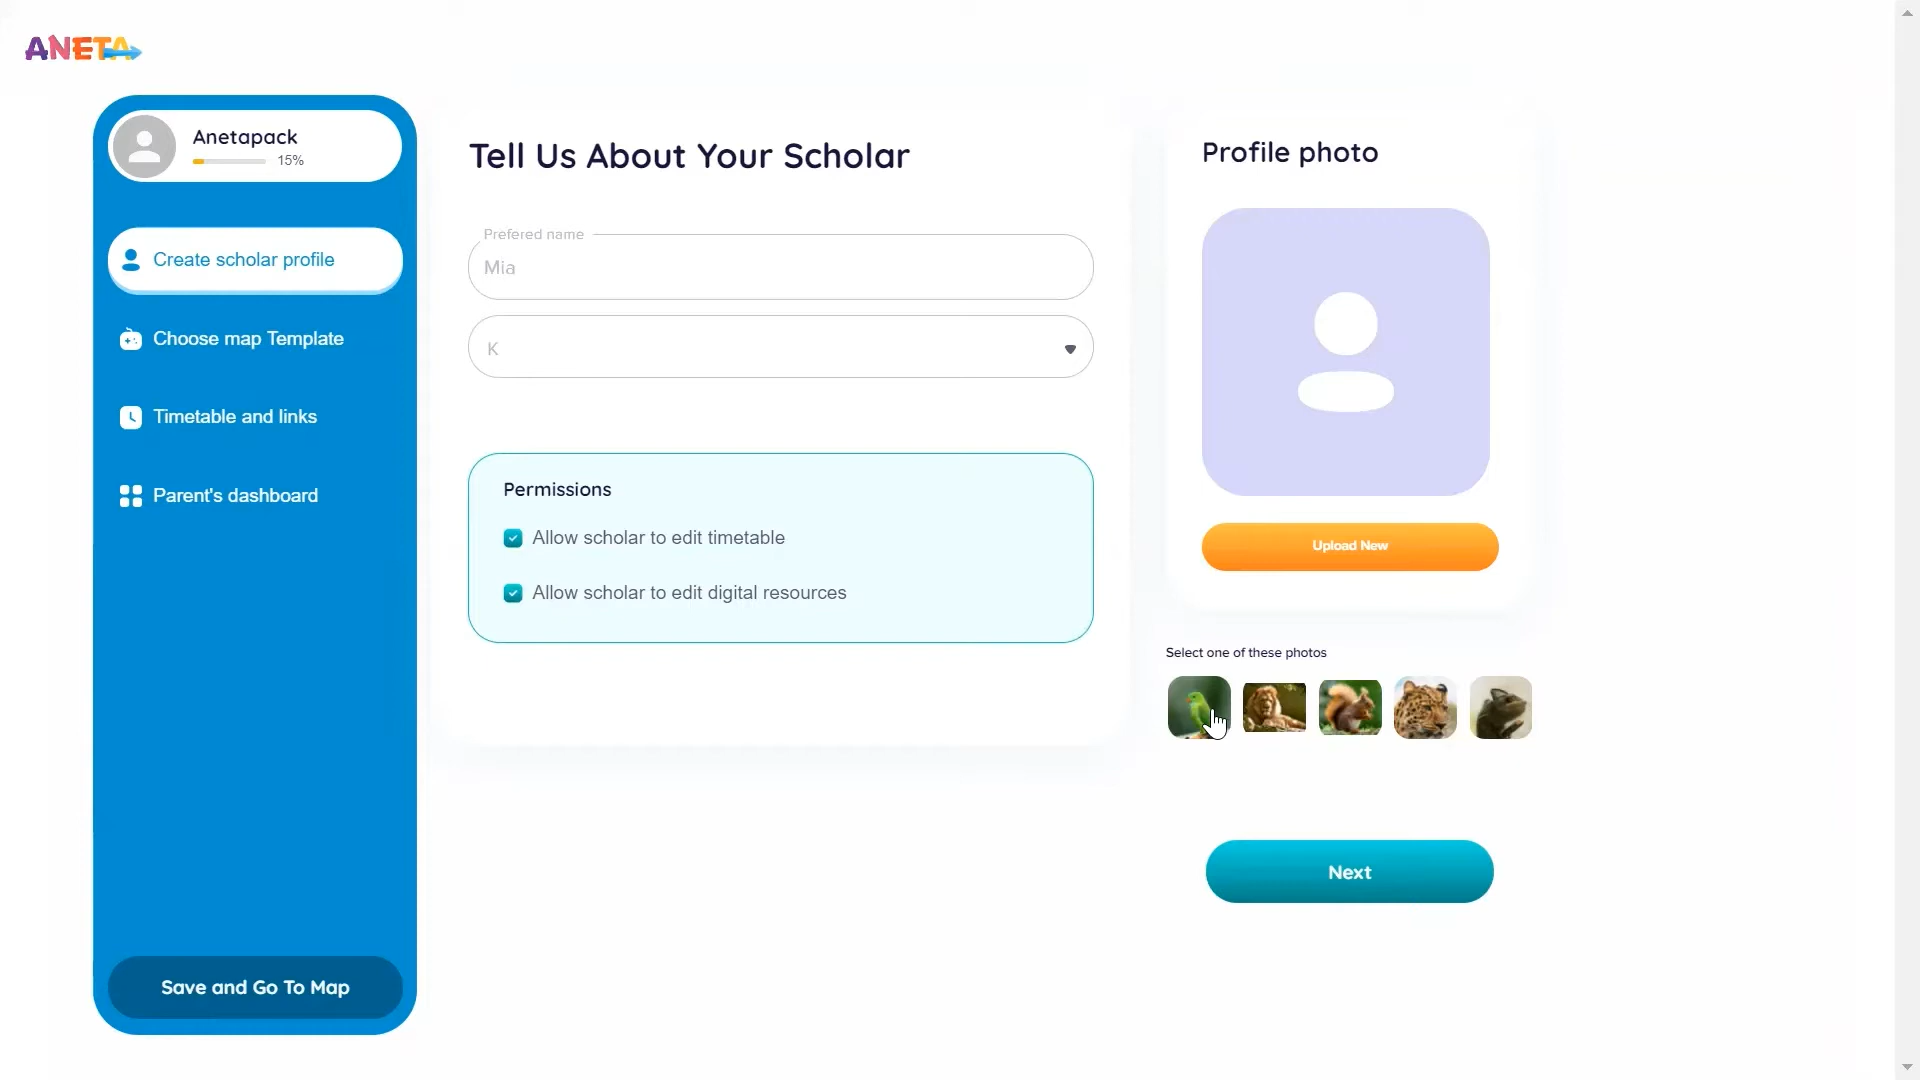 ANETA
Anetapack
15%
Create scholar profile
Choose map Template
Timetable and links
Parent's dashboard
Save and Go To Map
Tell Us About Your Scholar
Prefered name
Mia
K
Permissions
Allow scholar to edit timetable
Allow scholar to edit digital resources
Profile photo
Upload New
Select one of these photos
Next